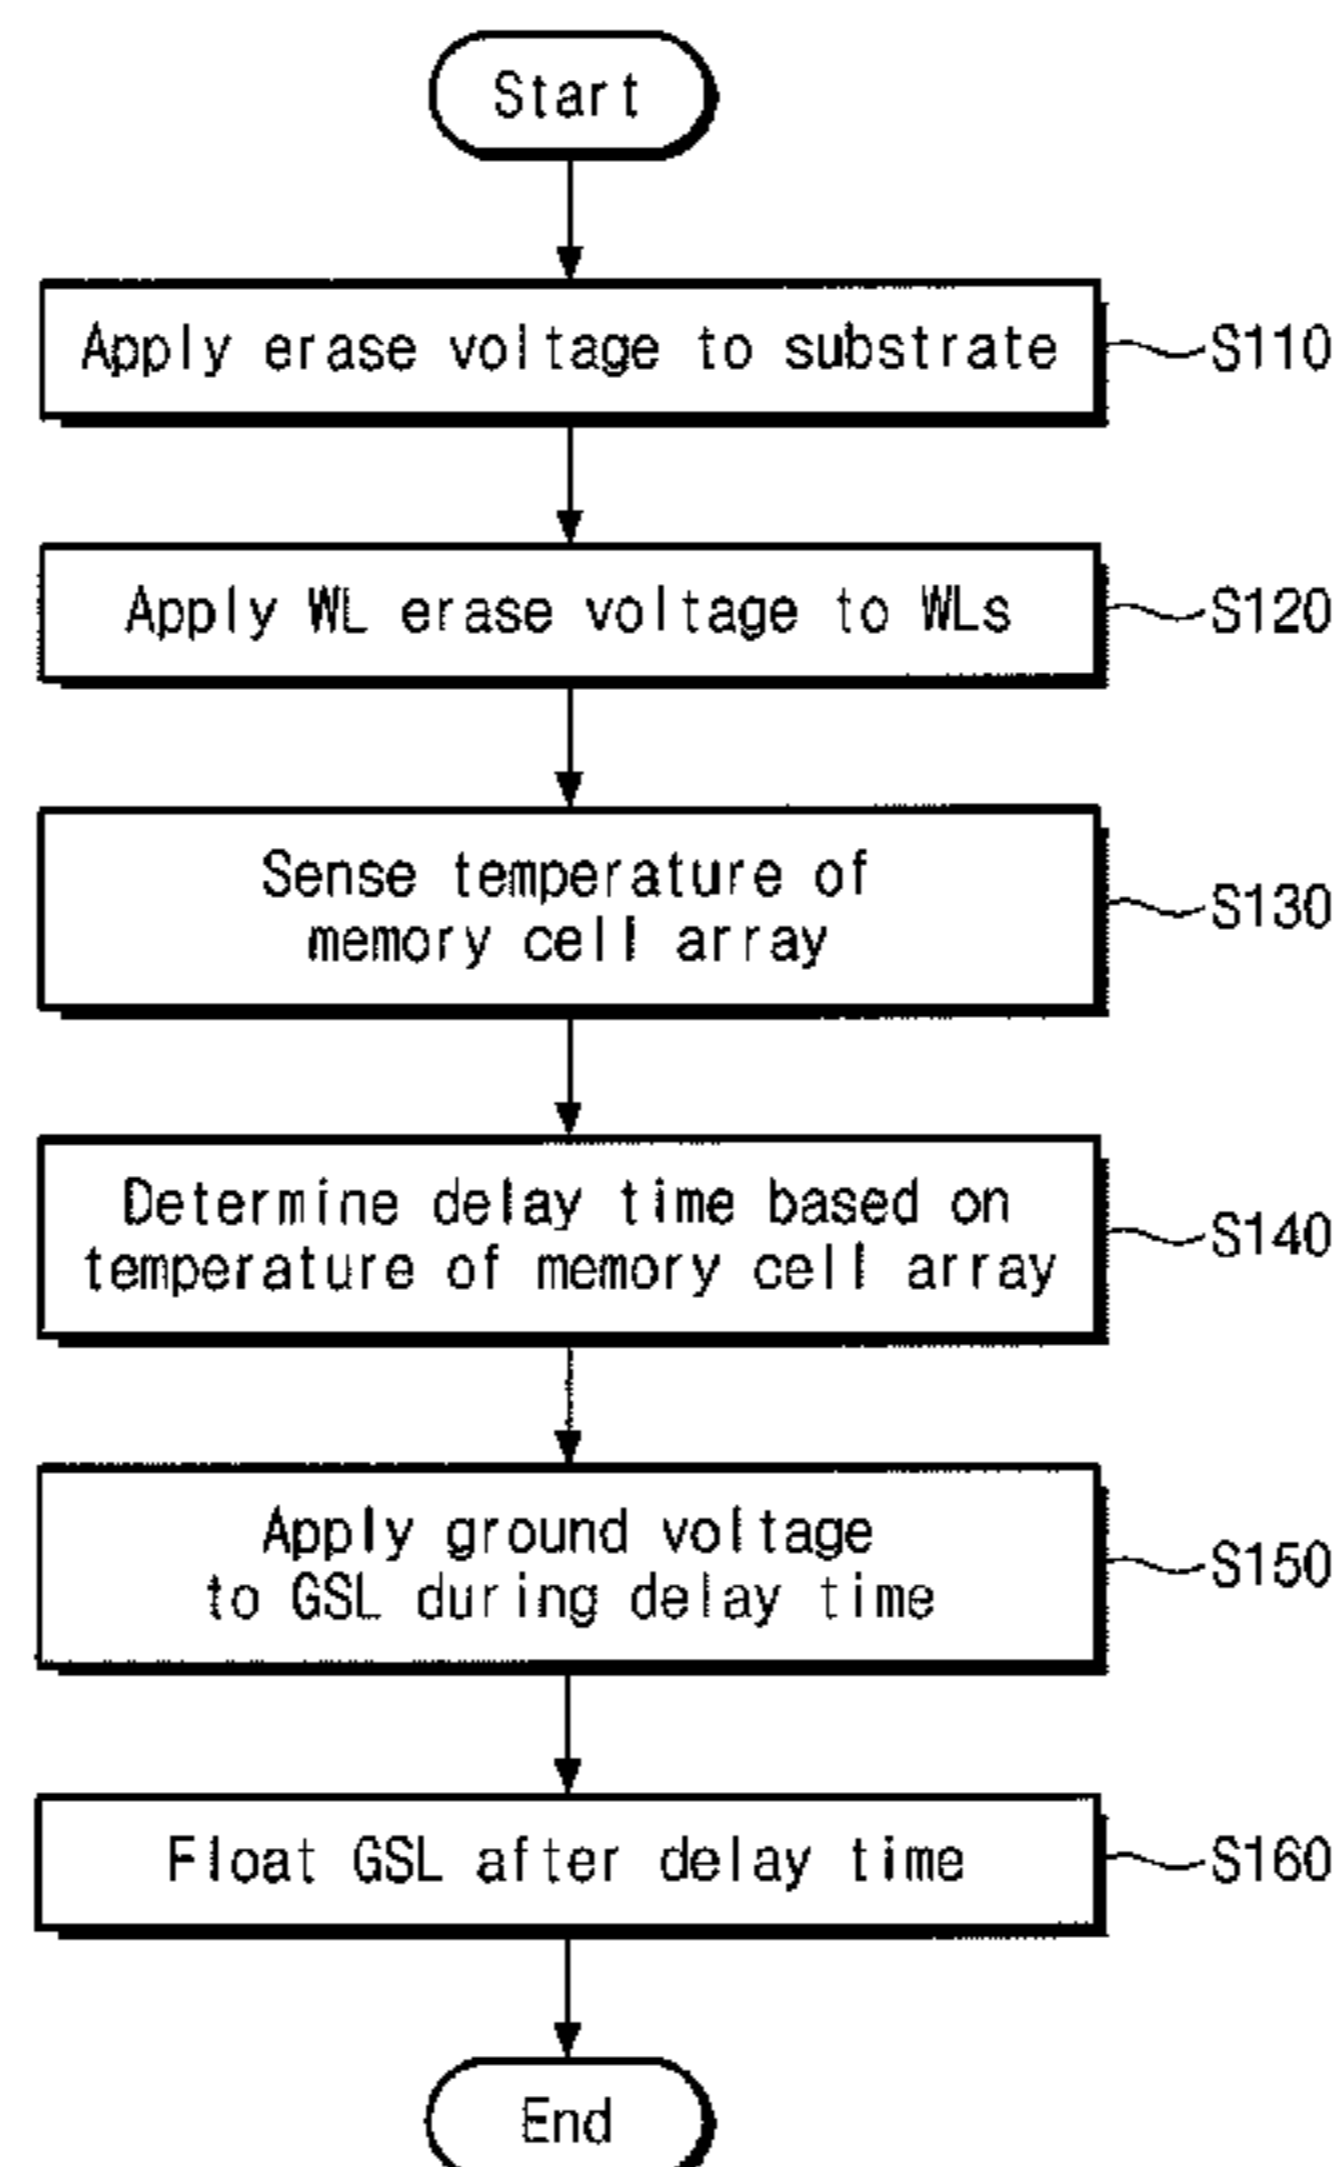 Start
Apply erase voltage to substrate
S110
Apply WL erase voltage to WLs
S120
Sense temperature of
memory cell array
S130
Determine delay time based on
temperature of memory cell array
S140
Apply ground voltage
to GSL during delay time
S150
Float GSL after delay time
S160
End